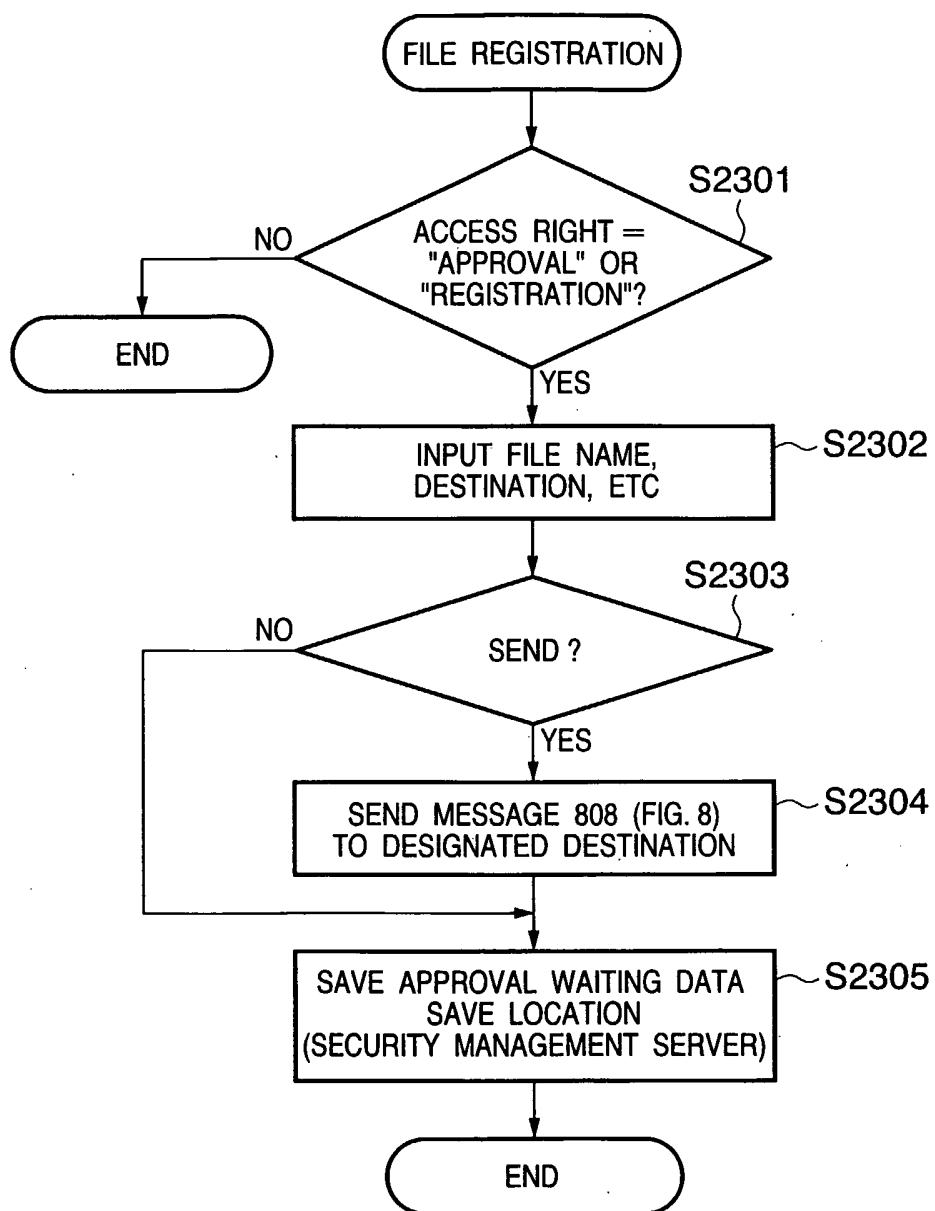 FILE REGISTRATION
S2301
ACCESS RIGHT =
"APPROVAL" OR
"REGISTRATION"?
NO
END
YES
S2302
INPUT FILE NAME,
DESTINATION, ETC
S2303
SEND ?
NO
YES
S2304
SEND MESSAGE 808 (FIG. 8)
TO DESIGNATED DESTINATION
S2305
SAVE APPROVAL WAITING DATA
SAVE LOCATION
(SECURITY MANAGEMENT SERVER)
END